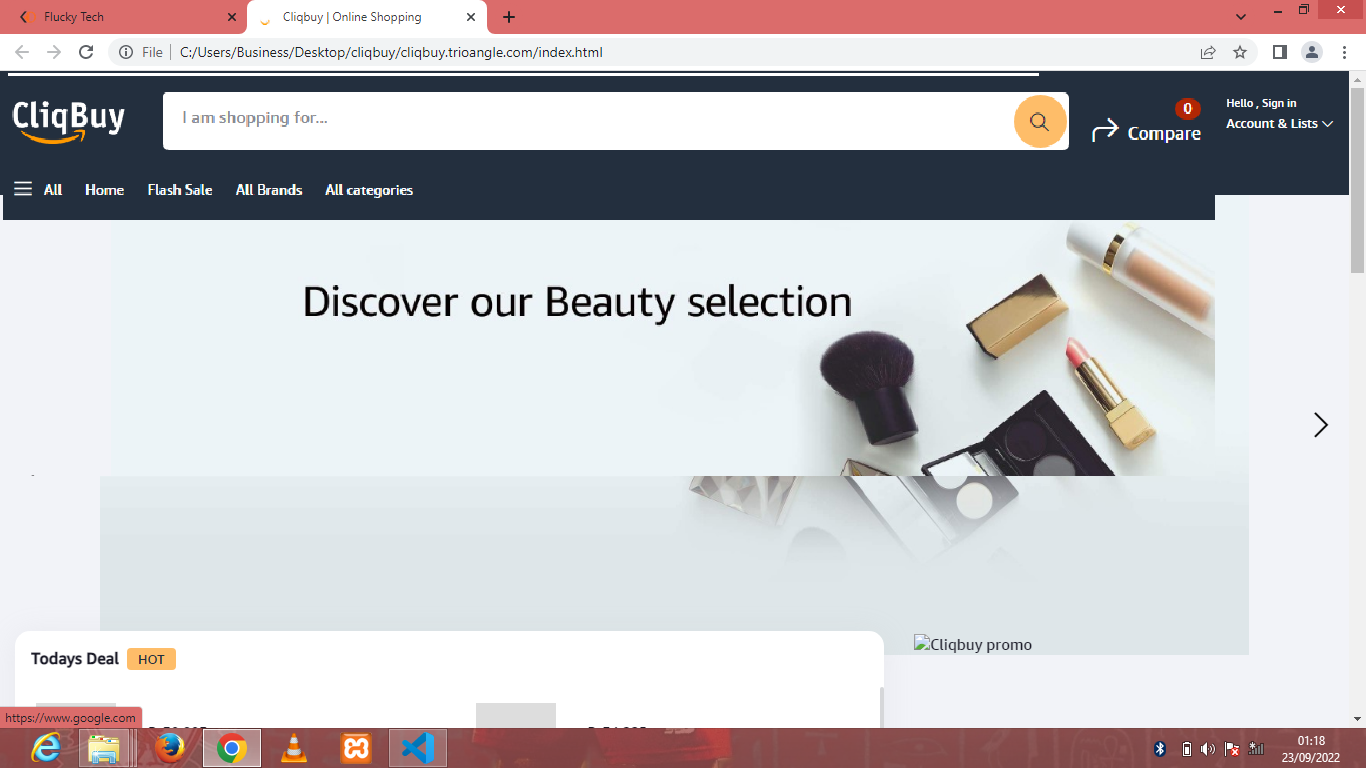 Flucky Tech
Cliqbuy | Online Shopping
File
C:/Users/Business/Desktop/cliqbuy/cliqbuy.trioangle.com/index.html
CliqBuy
I am shopping for...
0
Compare
Hello , Sign in
Account & Lists
All
Home
Flash Sale
All Brands
All categories
Discover our Beauty selection
Todays Deal
HOT
Cliqbuy promo
https://www.google.com
01:18
23/09/2022